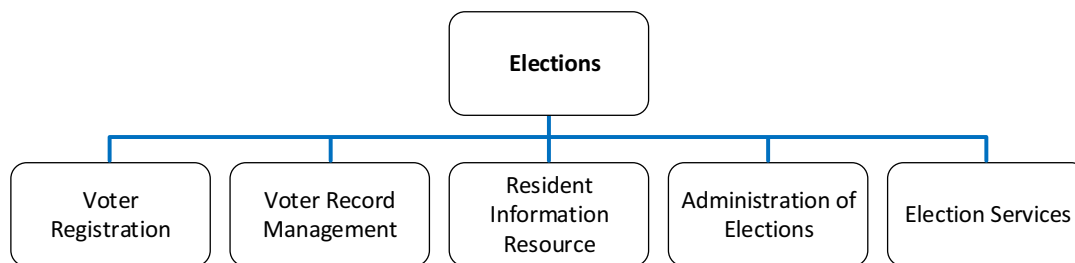 Elections
Voter
Registration
Voter Record
Management
Resident
Information
Resource
Administration of
Elections
Election Services